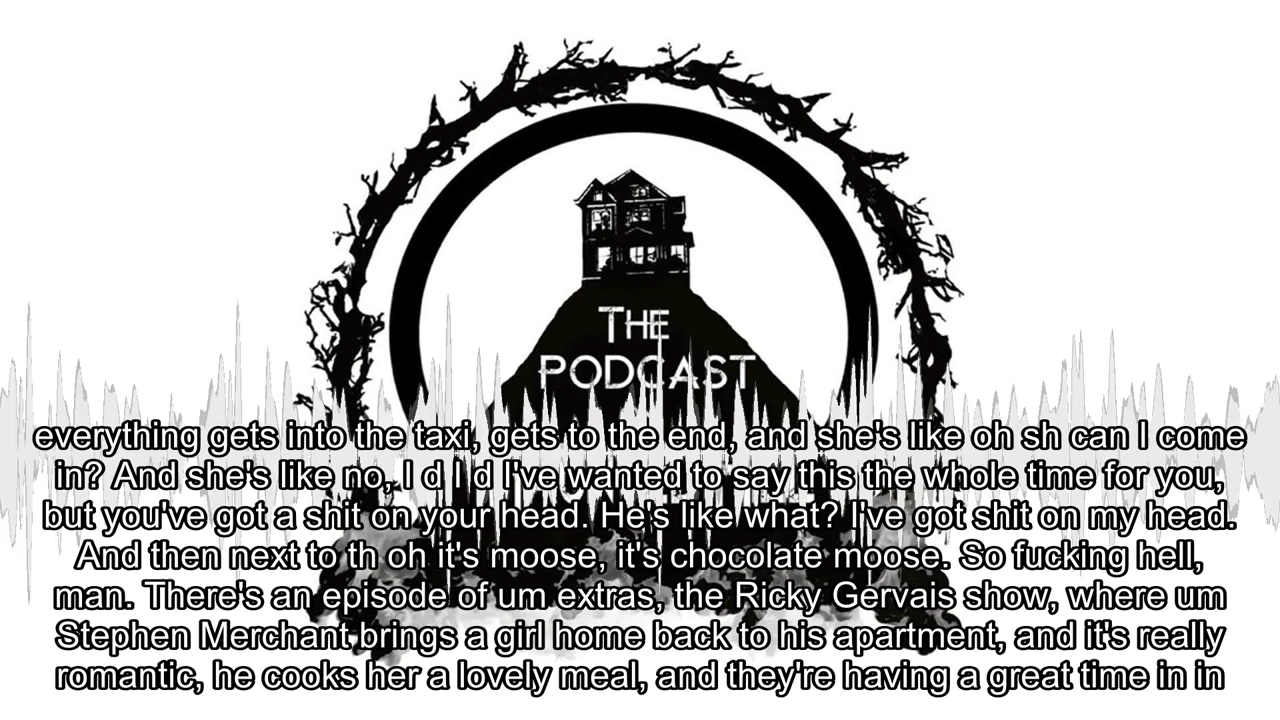 THE
PODCAST
everything gets into the taxi, gets to the end, and she's like oh sh can I come
in? And she's like no, I d I d I've wanted to say this the whole time for you,
but you've got a shit on your head. He's like what? I've got shit on my head.
And then next to th oh it's moose, it's chocolate moose. So fucking hell,
man. There's an episode of um extras, the Ricky Gervais show, where um
Stephen Merchant brings a girl home back to his apartment, and it's really
romantic, he cooks her a lovely meal, and they're having a great time in in